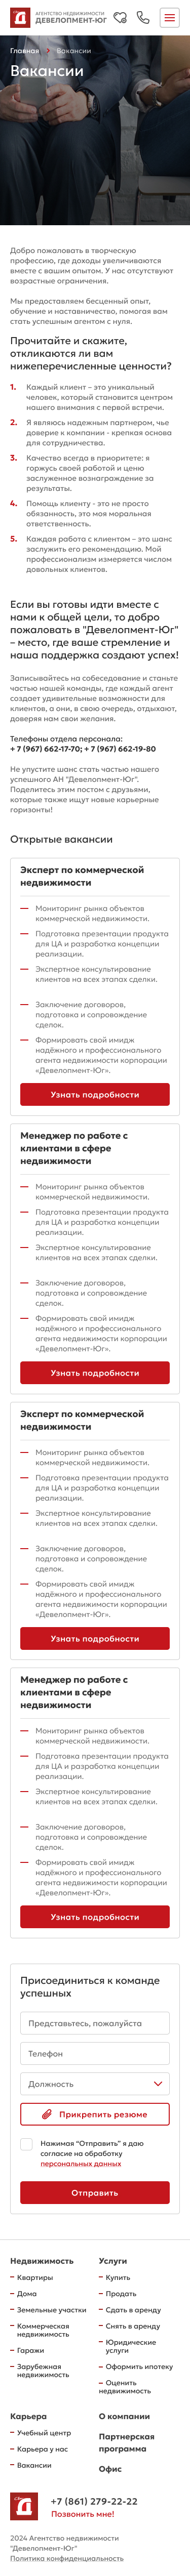 АГЕНТСТВО НЕДВИЖИМОСТИ
ДЕВЕЛОПМЕНТ-ЮГ
Главная
Вакансии
Вакансии
Добро пожаловать в творческую
профессию, где доходы увеличиваются
вместе с вашим опытом. У нас отсутствуют
возрастные ограничения.
Мы предоставляем бесценный опыт,
обучение и наставничество, помогая вам
стать успешным агентом с нуля.
Прочитайте и скажите,
откликаются ли вам
нижеперечисленные ценности?
1. Каждый клиент – это уникальный
человек, который становится центром
нашего внимания с первой встречи.
2. Я являюсь надежным партнером, чье
доверие к компании - крепкая основа
для сотрудничества.
3. Качество всегда в приоритете: я
горжусь своей работой и ценю
заслуженное вознаграждение за
результаты.
4. Помощь клиенту - это не просто
обязанность, это моя моральная
ответственность.
5. Каждая работа с клиентом – это шанс
заслужить его рекомендацию. Мой
профессионализм измеряется числом
довольных клиентов.
Если вы готовы идти вместе с
нами к общей цели, то добро
пожаловать в "Девелопмент-Юг"
– место, где ваше стремление и
наша поддержка создают успех!
Записывайтесь на собеседование и станьте
частью нашей команды, где каждый агент
создает удивительные возможности для
клиентов, а они, в свою очередь, отдыхают,
доверяя нам свои желания.
Телефоны отдела персонала:
+ 7 (967) 662-17-70; + 7 (967) 662-19-80
Не упустите шанс стать частью нашего
успешного АН "Девелопмент-Юг".
Поделитесь этим постом с друзьями,
которые также ищут новые карьерные
горизонты!
Открытые вакансии
Эксперт по коммерческой
недвижимости
Мониторинг рынка объектов
коммерческой недвижимости.
Подготовка презентации продукта
для ЦА и разработка концепции
реализации.
Экспертное консультирование
клиентов на всех этапах сделки.
Заключение договоров,
подготовка и сопровождение
сделок.
Формировать свой имидж
надёжного и профессионального
агента недвижимости корпорации
«Девелопмент-Юг».
Узнать подробности
Менеджер по работе с
клиентами в сфере
недвижимости
Мониторинг рынка объектов
коммерческой недвижимости.
Подготовка презентации продукта
для ЦА и разработка концепции
реализации.
Экспертное консультирование
клиентов на всех этапах сделки.
Заключение договоров,
подготовка и сопровождение
сделок.
Формировать свой имидж
надёжного и профессионального
агента недвижимости корпорации
«Девелопмент-Юг».
Узнать подробности
Эксперт по коммерческой
недвижимости
Мониторинг рынка объектов
коммерческой недвижимости.
Подготовка презентации продукта
для ЦА и разработка концепции
реализации.
Экспертное консультирование
клиентов на всех этапах сделки.
Заключение договоров,
подготовка и сопровождение
сделок.
Формировать свой имидж
надёжного и профессионального
агента недвижимости корпорации
«Девелопмент-Юг».
Узнать подробности
Менеджер по работе с
клиентами в сфере
недвижимости
Мониторинг рынка объектов
коммерческой недвижимости.
Подготовка презентации продукта
для ЦА и разработка концепции
реализации.
Экспертное консультирование
клиентов на всех этапах сделки.
Заключение договоров,
подготовка и сопровождение
сделок.
Формировать свой имидж
надёжного и профессионального
агента недвижимости корпорации
«Девелопмент-Юг».
Узнать подробности
Присоединиться к команде
успешных
Представьтесь, пожалуйста
Телефон
Должность
Прикрепить резюме
Нажимая "Отправить" я даю
согласие на обработку
персональных данных
Отправить
Недвижимость
Квартиры
Дома
Земельные участки
Коммерческая
недвижимость
Гаражи
Зарубежная
недвижимость
Услуги
Купить
Продать
Сдать в аренду
Снять в аренду
Юридические
услуги
Оформить ипотеку
Оценить
недвижимость
Карьера
Учебный центр
Карьера у нас
Вакансии
О компании
Партнерская
программа
Офис
+7 (861) 279-22-22
Позвонить мне!
2024 Агентство недвижимости
"Девелопмент-Юг"
Политика конфиденциальность